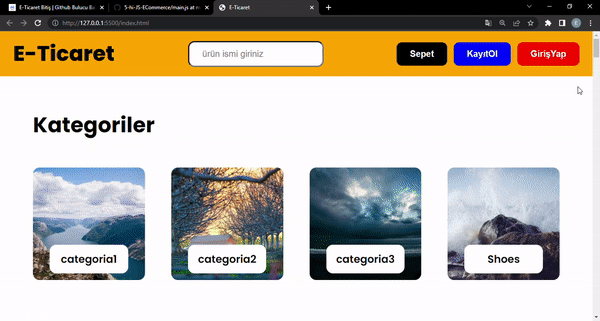 E-Ticaret Bitiş | Github Bulucu Ba
5-hi-JS-ECommerce/main.js at m
E-Ticaret
http://127.0.0.1:5500/index.html
E-Ticaret
ürün ismi giriniz
Sepet
KayıtOl
GirişYap
Kategoriler
categoria1
categoria2
categoria3
Shoes